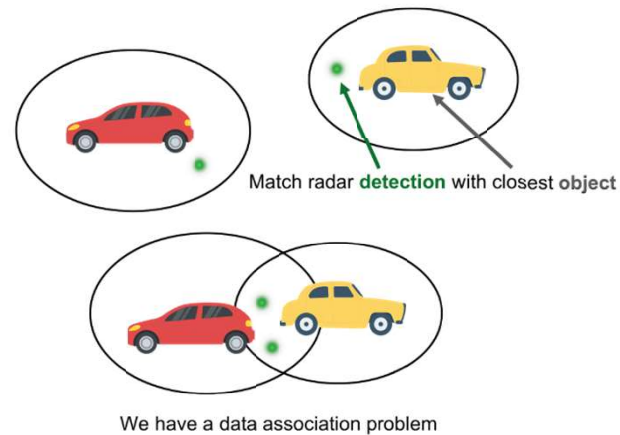 Match radar detection with closest object
We have a data association problem